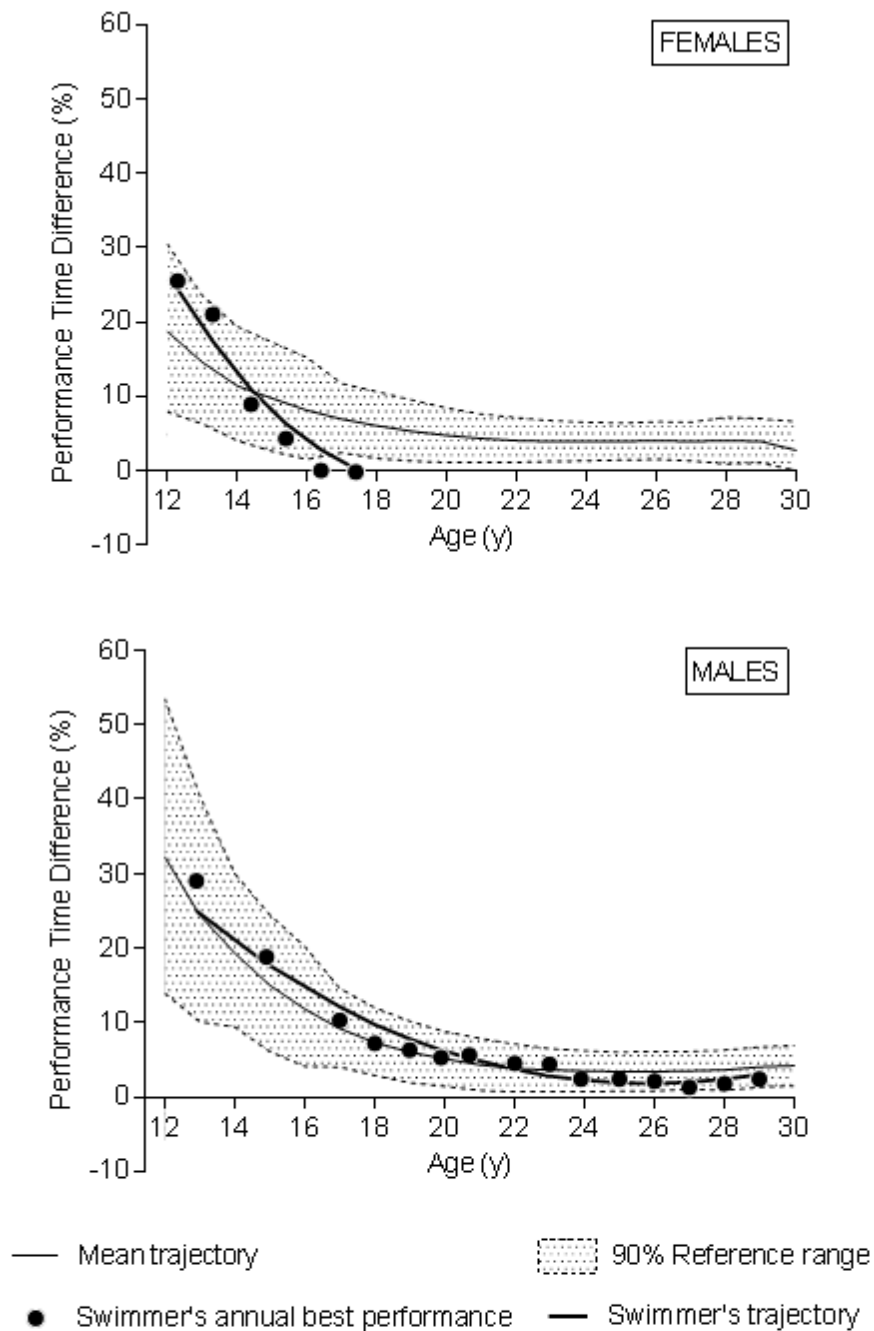 FEMALES
Performance Time Difference (%)
60
50
40
30
20
10
0
-10
12 14 16 18 20 22 24 26 28 30
Age (y)
MALES
Performance Time Difference (%)
60
50
40
30
20
10
0
-10
12 14 16 18 20 22 24 26 28 30
Age (y)
Mean trajectory 90% Reference range
Swimmer's annual best performance Swimmer's trajectory